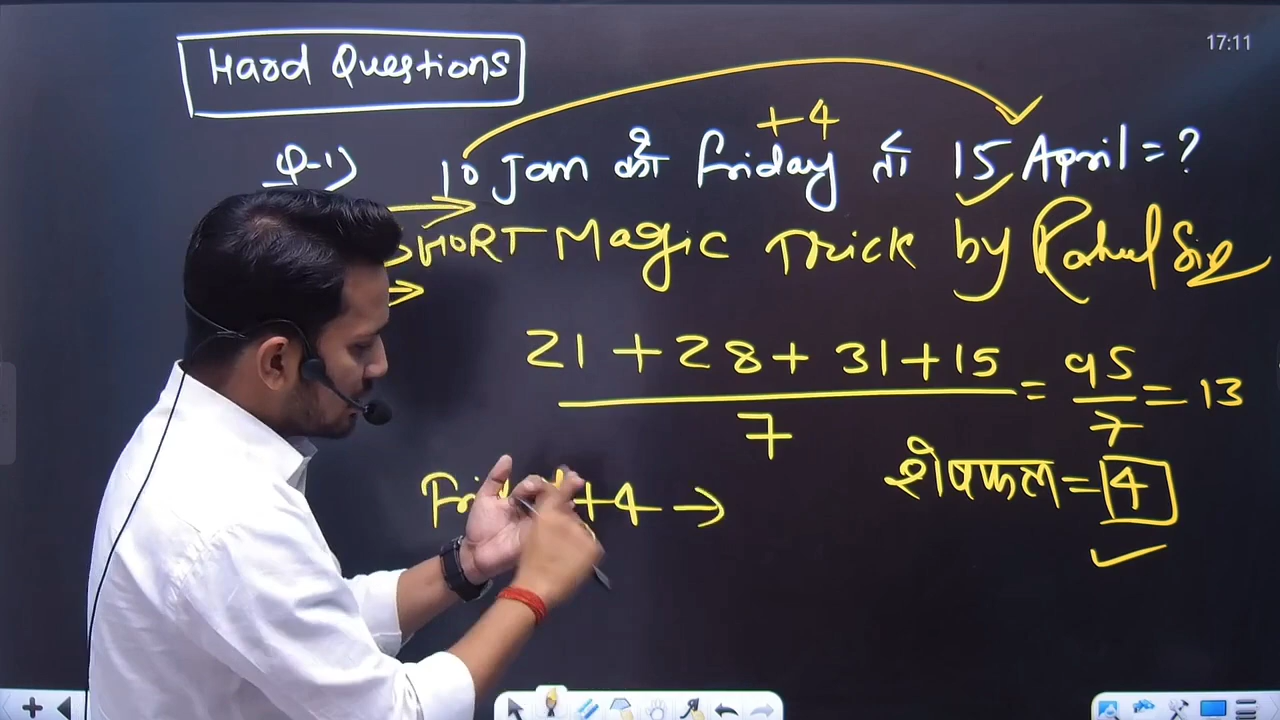 17:11
Hard Questions
+4
Q-1) 10 Jan को Friday तो 15 April = ?
SHORT Magic Trick by Rahul Sir
21 + 28 + 31 + 15 = 95 = 13
7 7
शेषफल = 4
+4 →